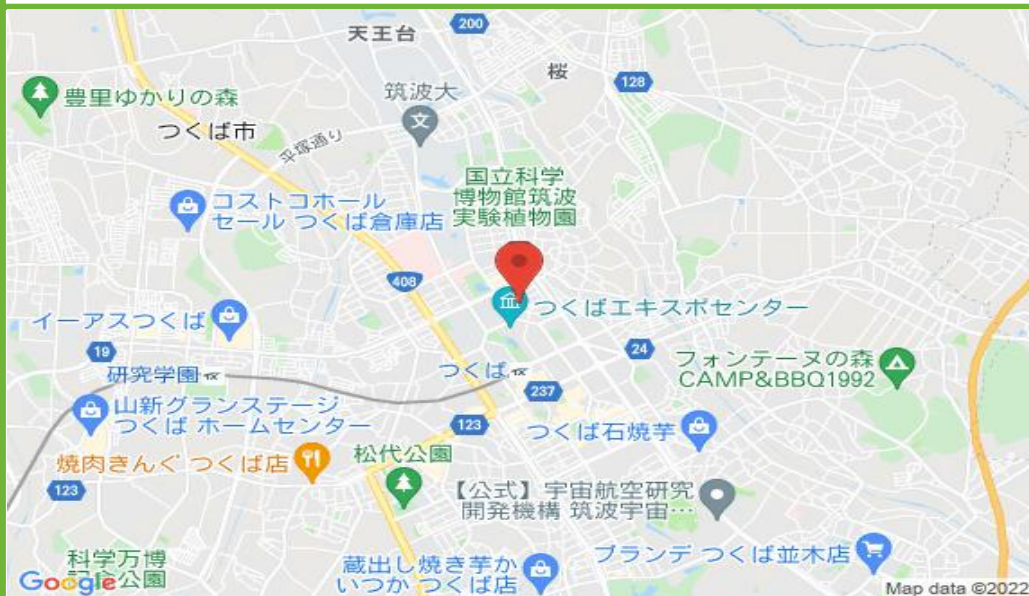 天王台
200
桜
128
豊里ゆかりの森
つくば市
筑波大
文
平塚通り
国立科学
博物館筑波
実験植物園
コストコホール
セール つくば倉庫店
408
つくばエキスポセンター
イーアスつくば
19
研究学園
つくば
24
フォンテーヌの森
CAMP&BBQ1992
237
山新グランステージ
つくば ホームセンター
123
つくば石焼芋
焼肉きんぐ つくば店
松代公園
123
【公式】宇宙航空研究
開発機構 筑波宇宙…
科学万博
公園
蔵出し焼き芋か
いつか つくば店
ブランデ つくば並木店
Google
Map data ©2022